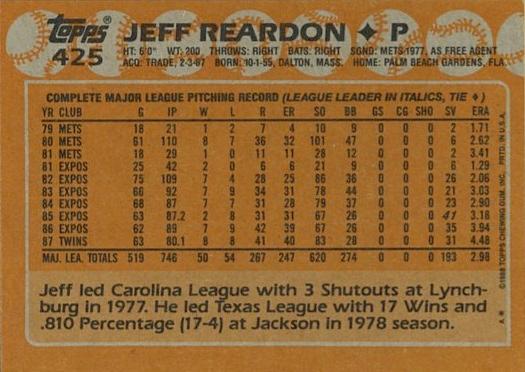 Topps
425
JEFF REARDON ✦ P
HT: 6'0" WT: 200 THROWS: RIGHT BATS: RIGHT SGND: METS-1977, AS FREE AGENT
ACQ: TRADE, 2-3-87 BORN: 10-1-55, DALTON, MASS. HOME: PALM BEACH GARDENS, FLA.
COMPLETE MAJOR LEAGUE PITCHING RECORD (LEAGUE LEADER IN ITALICS, TIE ✦)
YR CLUB G IP W L R ER SO BB GS CG SHO SV ERA
79 METS 18 21 1 2 7 4 10 9 0 0 0 2 1.71
80 METS 61 110 8 7 36 32 101 47 0 0 0 6 2.62
81 METS 18 29 1 0 11 11 28 12 0 0 0 2 3.41
81 EXPOS 25 42 2 0 6 6 21 9 0 0 0 6 1.29
82 EXPOS 75 109 7 4 28 25 86 36 0 0 0 26 2.06
83 EXPOS 66 92 7 9 34 31 78 44 0 0 0 21 3.03
84 EXPOS 68 87 7 7 31 28 79 37 0 0 0 23 2.90
85 EXPOS 63 87.2 2 8 31 31 67 26 0 0 0 41 3.18
86 EXPOS 62 89 7 9 42 39 67 26 0 0 0 35 3.94
87 TWINS 63 80.1 8 8 41 40 83 28 0 0 0 31 4.48
MAJ. LEA. TOTALS 519 746 50 54 267 247 620 274 0 0 0 193 2.98
©1988 TOPPS CHEWING GUM, INC. PRTD. IN U.S.A.
A.✻
Jeff led Carolina League with 3 Shutouts at Lynch-
burg in 1977. He led Texas League with 17 Wins and
.810 Percentage (17-4) at Jackson in 1978 season.